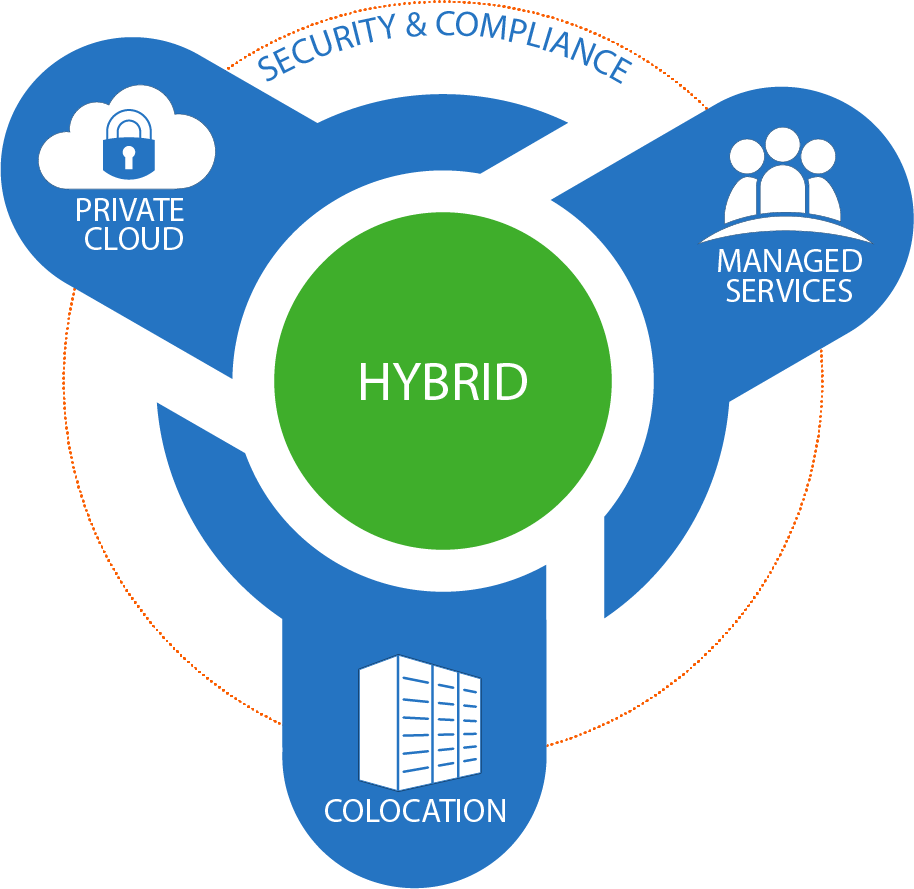 SECURITY & COMPLIANCE
PRIVATE
CLOUD
MANAGED
SERVICES
HYBRID
COLOCATION